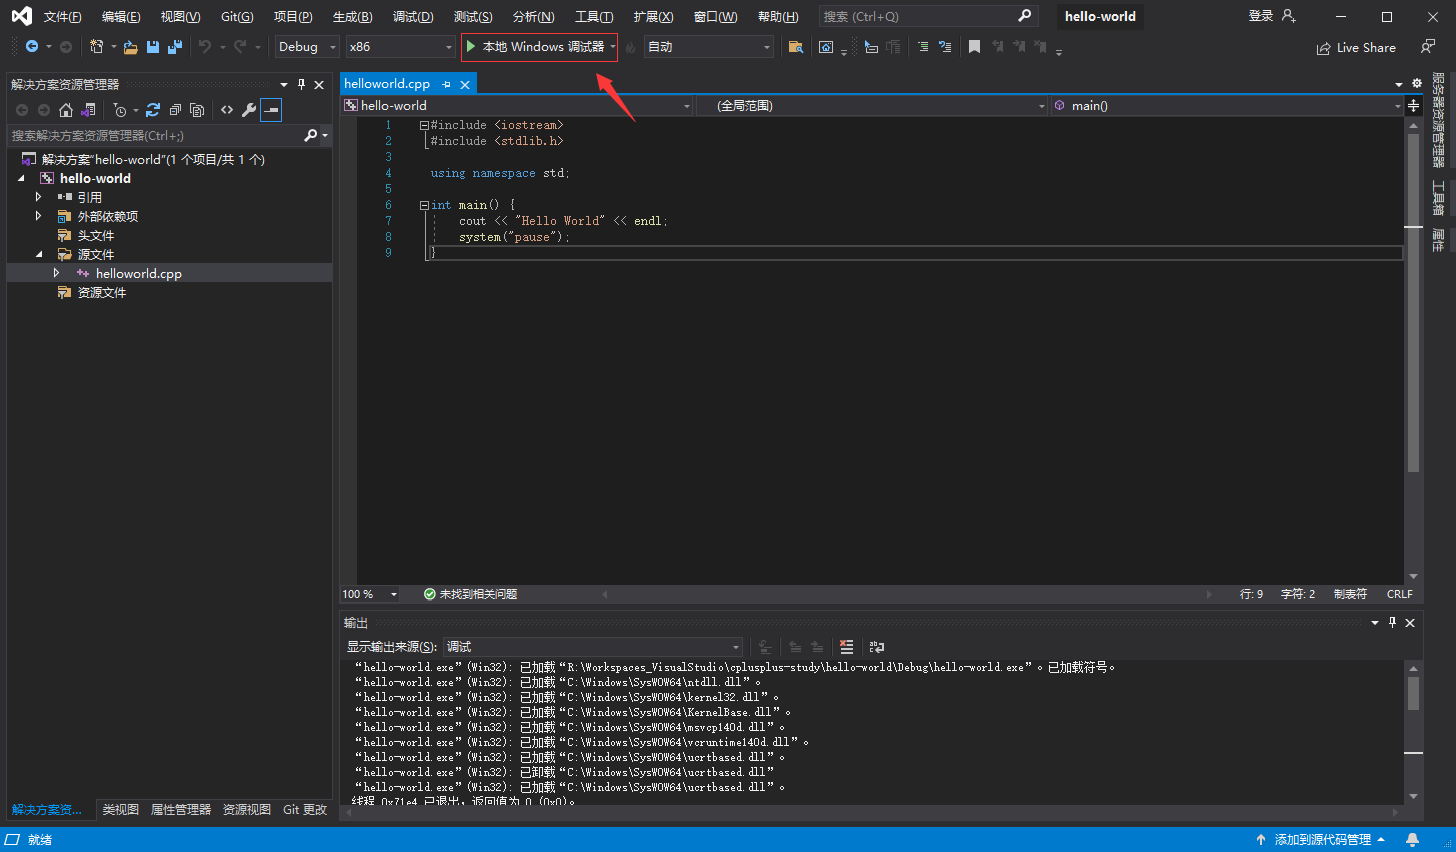 文件(F) 编辑(E) 视图(V) Git(G) 项目(P) 生成(B) 调试(D) 测试(S) 分析(N) 工具(T) 扩展(X) 窗口(W) 帮助(H) 搜索 (Ctrl+Q) hello-world 登录
Debug x86 本地 Windows 调试器 自动 Live Share
解决方案资源管理器
搜索解决方案资源管理器(Ctrl+;)
解决方案"hello-world"(1 个项目/共 1 个)
hello-world
引用
外部依赖项
头文件
源文件
helloworld.cpp
资源文件
解决方案资... 类视图 属性管理器 资源视图 Git 更改
helloworld.cpp
hello-world (全局范围) main()
1 #include <iostream>
2 #include <stdlib.h>
3
4 using namespace std;
5
6 int main() {
7 cout << "Hello World" << endl;
8 system("pause");
9 }
100 % 未找到相关问题 行: 9 字符: 2 制表符 CRLF
输出
显示输出来源(S): 调试
“hello-world.exe”(Win32): 已加载“R:\Workspaces_VisualStudio\cplusplus-study\hello-world\Debug\hello-world.exe”。已加载符号。
“hello-world.exe”(Win32): 已加载“C:\Windows\SysWOW64\ntdll.dll”。
“hello-world.exe”(Win32): 已加载“C:\Windows\SysWOW64\kernel32.dll”。
“hello-world.exe”(Win32): 已加载“C:\Windows\SysWOW64\KernelBase.dll”。
“hello-world.exe”(Win32): 已加载“C:\Windows\SysWOW64\msvcp140d.dll”。
“hello-world.exe”(Win32): 已加载“C:\Windows\SysWOW64\vcruntime140d.dll”。
“hello-world.exe”(Win32): 已加载“C:\Windows\SysWOW64\ucrtbased.dll”。
“hello-world.exe”(Win32): 已卸载“C:\Windows\SysWOW64\ucrtbased.dll”
“hello-world.exe”(Win32): 已加载“C:\Windows\SysWOW64\ucrtbased.dll”。
线程 0x71e4 已退出，返回值为 0 (0x0)。
服务器资源管理器
工具箱
属性
就绪 添加到源代码管理